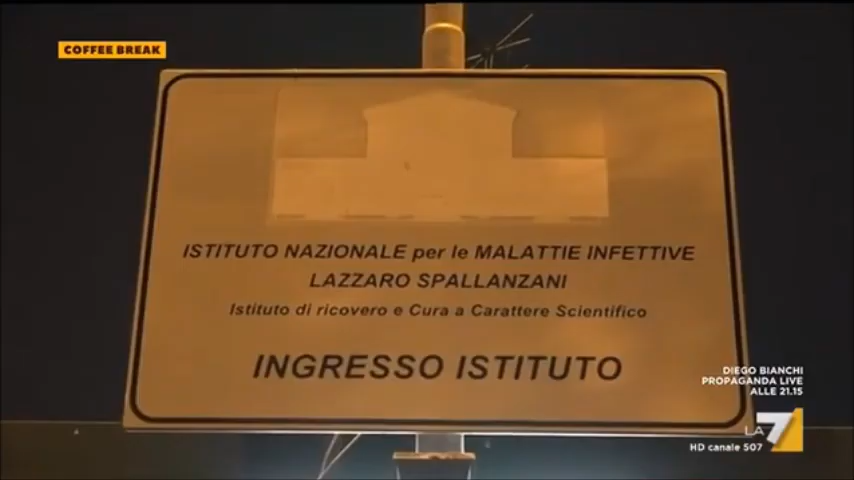 COFFEE BREAK
ISTITUTO NAZIONALE per le MALATTIE INFETTIVE
LAZZARO SPALLANZANI
Istituto di ricovero e Cura a Carattere Scientifico
INGRESSO ISTITUTO
DIEGO BIANCHI
PROPAGANDA LIVE
ALLE 21.15
LA7
HD canale 507